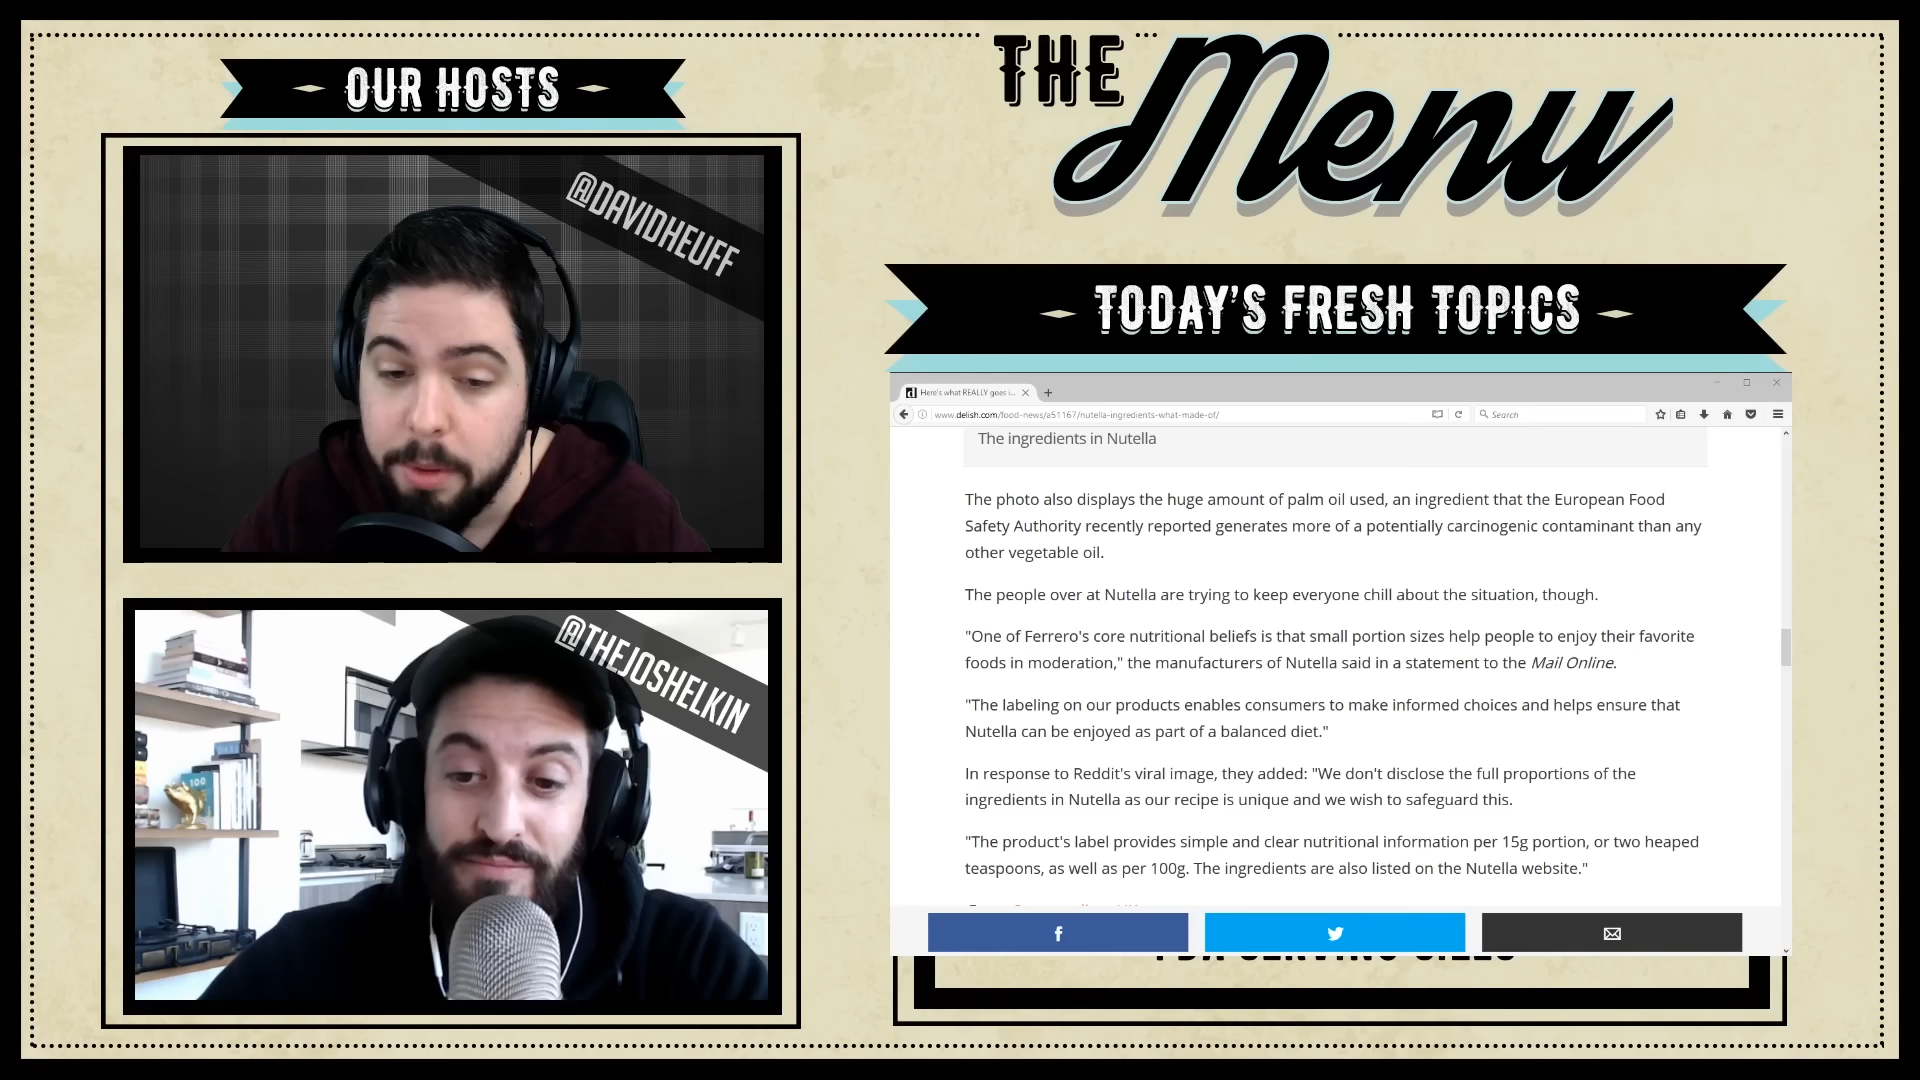 OUR HOSTS
@DAVIDHEUFF
@THEJOSHELKIN
THE Menu
TODAY'S FRESH TOPICS
Here's what REALLY goes i...
www.delish.com/food-news/a51167/nutella-ingredients-what-made-of/
Search
The ingredients in Nutella
The photo also displays the huge amount of palm oil used, an ingredient that the European Food
Safety Authority recently reported generates more of a potentially carcinogenic contaminant than any
other vegetable oil.
The people over at Nutella are trying to keep everyone chill about the situation, though.
"One of Ferrero's core nutritional beliefs is that small portion sizes help people to enjoy their favorite
foods in moderation," the manufacturers of Nutella said in a statement to the Mail Online.
"The labeling on our products enables consumers to make informed choices and helps ensure that
Nutella can be enjoyed as part of a balanced diet."
In response to Reddit's viral image, they added: "We don't disclose the full proportions of the
ingredients in Nutella as our recipe is unique and we wish to safeguard this.
"The product's label provides simple and clear nutritional information per 15g portion, or two heaped
teaspoons, as well as per 100g. The ingredients are also listed on the Nutella website."